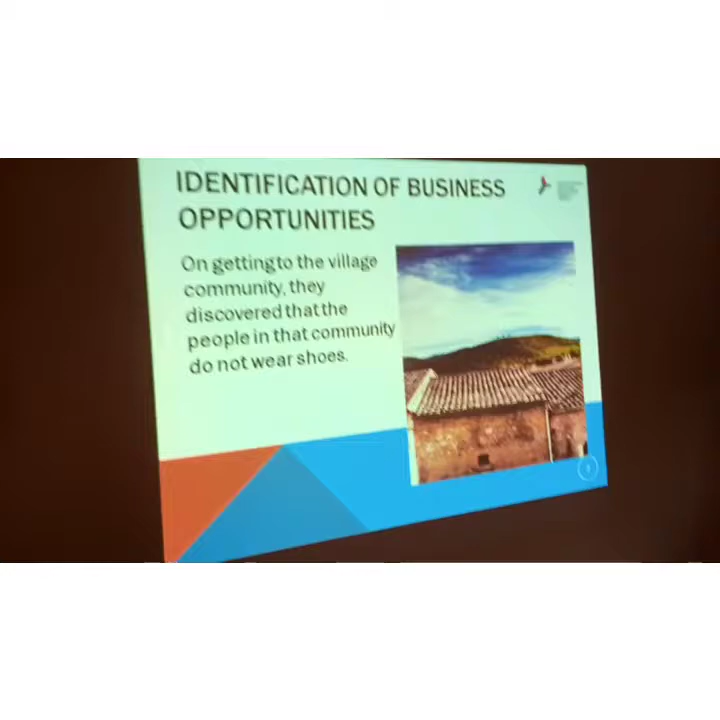 IDENTIFICATION OF BUSINESS
OPPORTUNITIES
On getting to the village
community, they
discovered that the
people in that community
do not wear shoes.